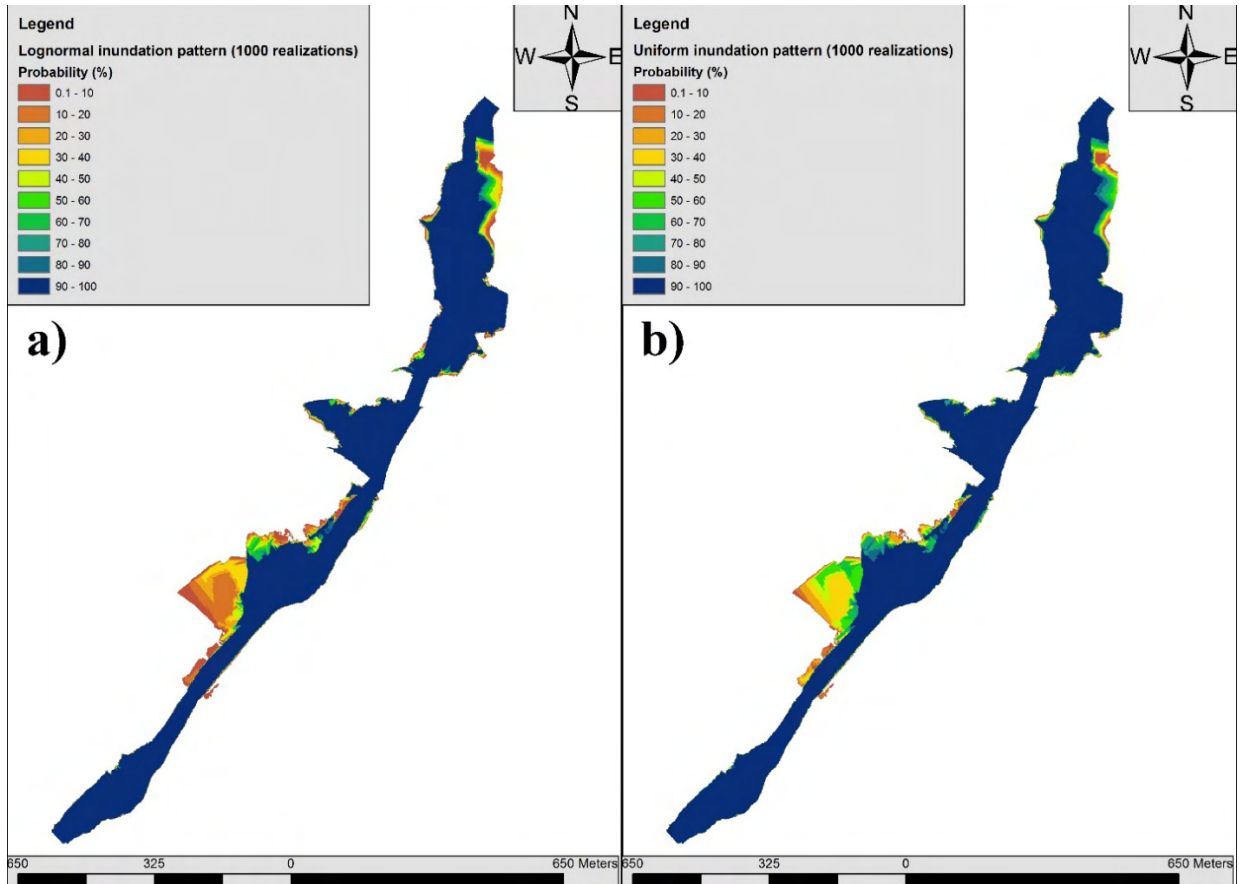 Legend
Lognormal inundation pattern (1000 realizations)
Probability (%)
0.1 - 10
10 - 20
20 - 30
30 - 40
40 - 50
50 - 60
60 - 70
70 - 80
80 - 90
90 - 100
N
W E
S
a)
650 325 0 650 Meters
Legend
Uniform inundation pattern (1000 realizations)
Probability (%)
0.1 - 10
10 - 20
20 - 30
30 - 40
40 - 50
50 - 60
60 - 70
70 - 80
80 - 90
90 - 100
N
W E
S
b)
650 325 0 650 Meters